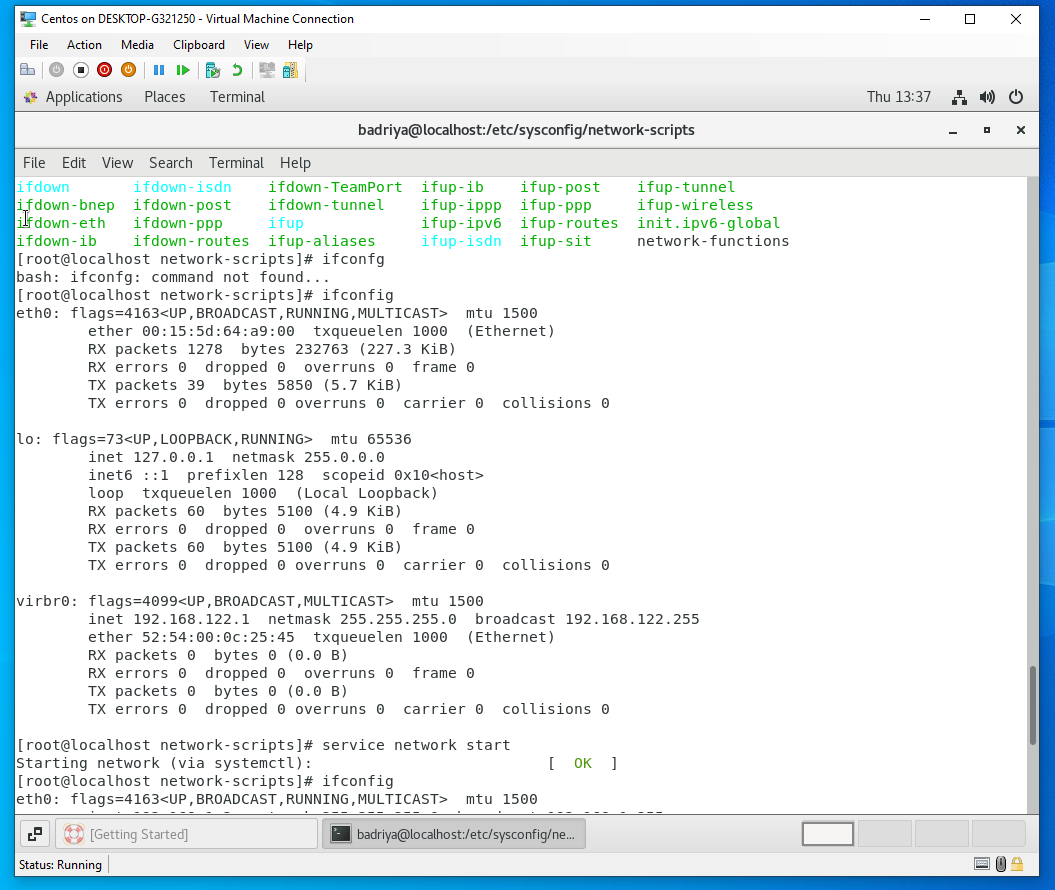 Centos on DESKTOP-G321250 - Virtual Machine Connection
File Action Media Clipboard View Help
Applications Places Terminal Thu 13:37
badriya@localhost:/etc/sysconfig/network-scripts
File Edit View Search Terminal Help
ifdown ifdown-isdn ifdown-TeamPort ifup-ib ifup-post ifup-tunnel
ifdown-bnep ifdown-post ifdown-tunnel ifup-ippp ifup-ppp ifup-wireless
ifdown-eth ifdown-ppp ifup ifup-ipv6 ifup-routes init.ipv6-global
ifdown-ib ifdown-routes ifup-aliases ifup-isdn ifup-sit network-functions
[root@localhost network-scripts]# ifconfg
bash: ifconfg: command not found...
[root@localhost network-scripts]# ifconfig
eth0: flags=4163<UP,BROADCAST,RUNNING,MULTICAST> mtu 1500
ether 00:15:5d:64:a9:00 txqueuelen 1000 (Ethernet)
RX packets 1278 bytes 232763 (227.3 KiB)
RX errors 0 dropped 0 overruns 0 frame 0
TX packets 39 bytes 5850 (5.7 KiB)
TX errors 0 dropped 0 overruns 0 carrier 0 collisions 0
lo: flags=73<UP,LOOPBACK,RUNNING> mtu 65536
inet 127.0.0.1 netmask 255.0.0.0
inet6 ::1 prefixlen 128 scopeid 0x10<host>
loop txqueuelen 1000 (Local Loopback)
RX packets 60 bytes 5100 (4.9 KiB)
RX errors 0 dropped 0 overruns 0 frame 0
TX packets 60 bytes 5100 (4.9 KiB)
TX errors 0 dropped 0 overruns 0 carrier 0 collisions 0
virbr0: flags=4099<UP,BROADCAST,MULTICAST> mtu 1500
inet 192.168.122.1 netmask 255.255.255.0 broadcast 192.168.122.255
ether 52:54:00:0c:25:45 txqueuelen 1000 (Ethernet)
RX packets 0 bytes 0 (0.0 B)
RX errors 0 dropped 0 overruns 0 frame 0
TX packets 0 bytes 0 (0.0 B)
TX errors 0 dropped 0 overruns 0 carrier 0 collisions 0
[root@localhost network-scripts]# service network start
Starting network (via systemctl): [ OK ]
[root@localhost network-scripts]# ifconfig
eth0: flags=4163<UP,BROADCAST,RUNNING,MULTICAST> mtu 1500
[Getting Started] badriya@localhost:/etc/sysconfig/ne...
Status: Running